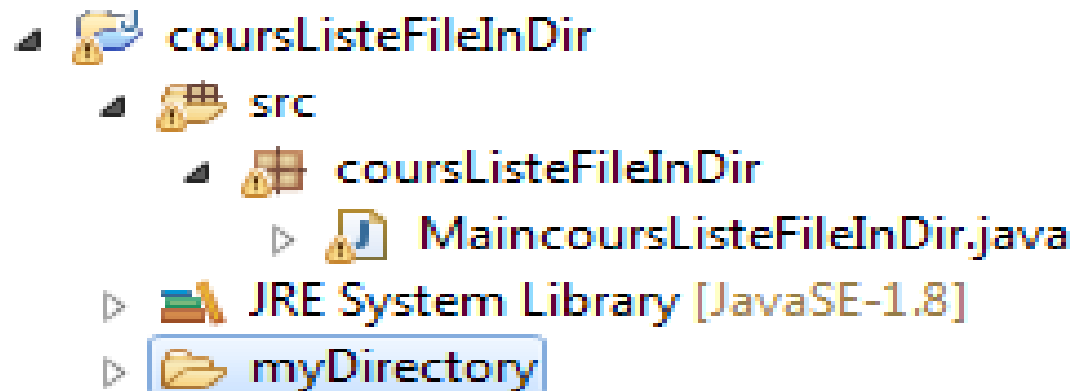 coursListeFileInDir
src
coursListeFileInDir
MaincoursListeFileInDir.java
JRE System Library [JavaSE-1.8]
myDirectory